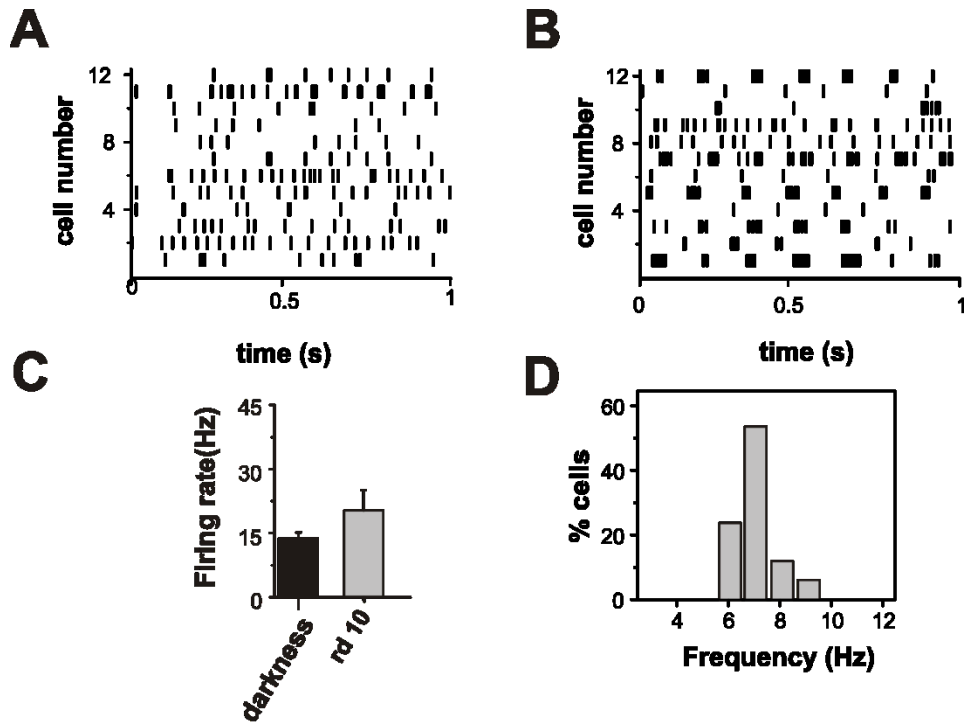 A
cell number
12
8
4
0
0.5
1
time (s)
B
cell number
12
8
4
0
0.5
1
time (s)
C
Firing rate(Hz)
45
30
15
0
darkness
rd 10
D
% cells
60
40
20
0
4
6
8
10
12
Frequency (Hz)